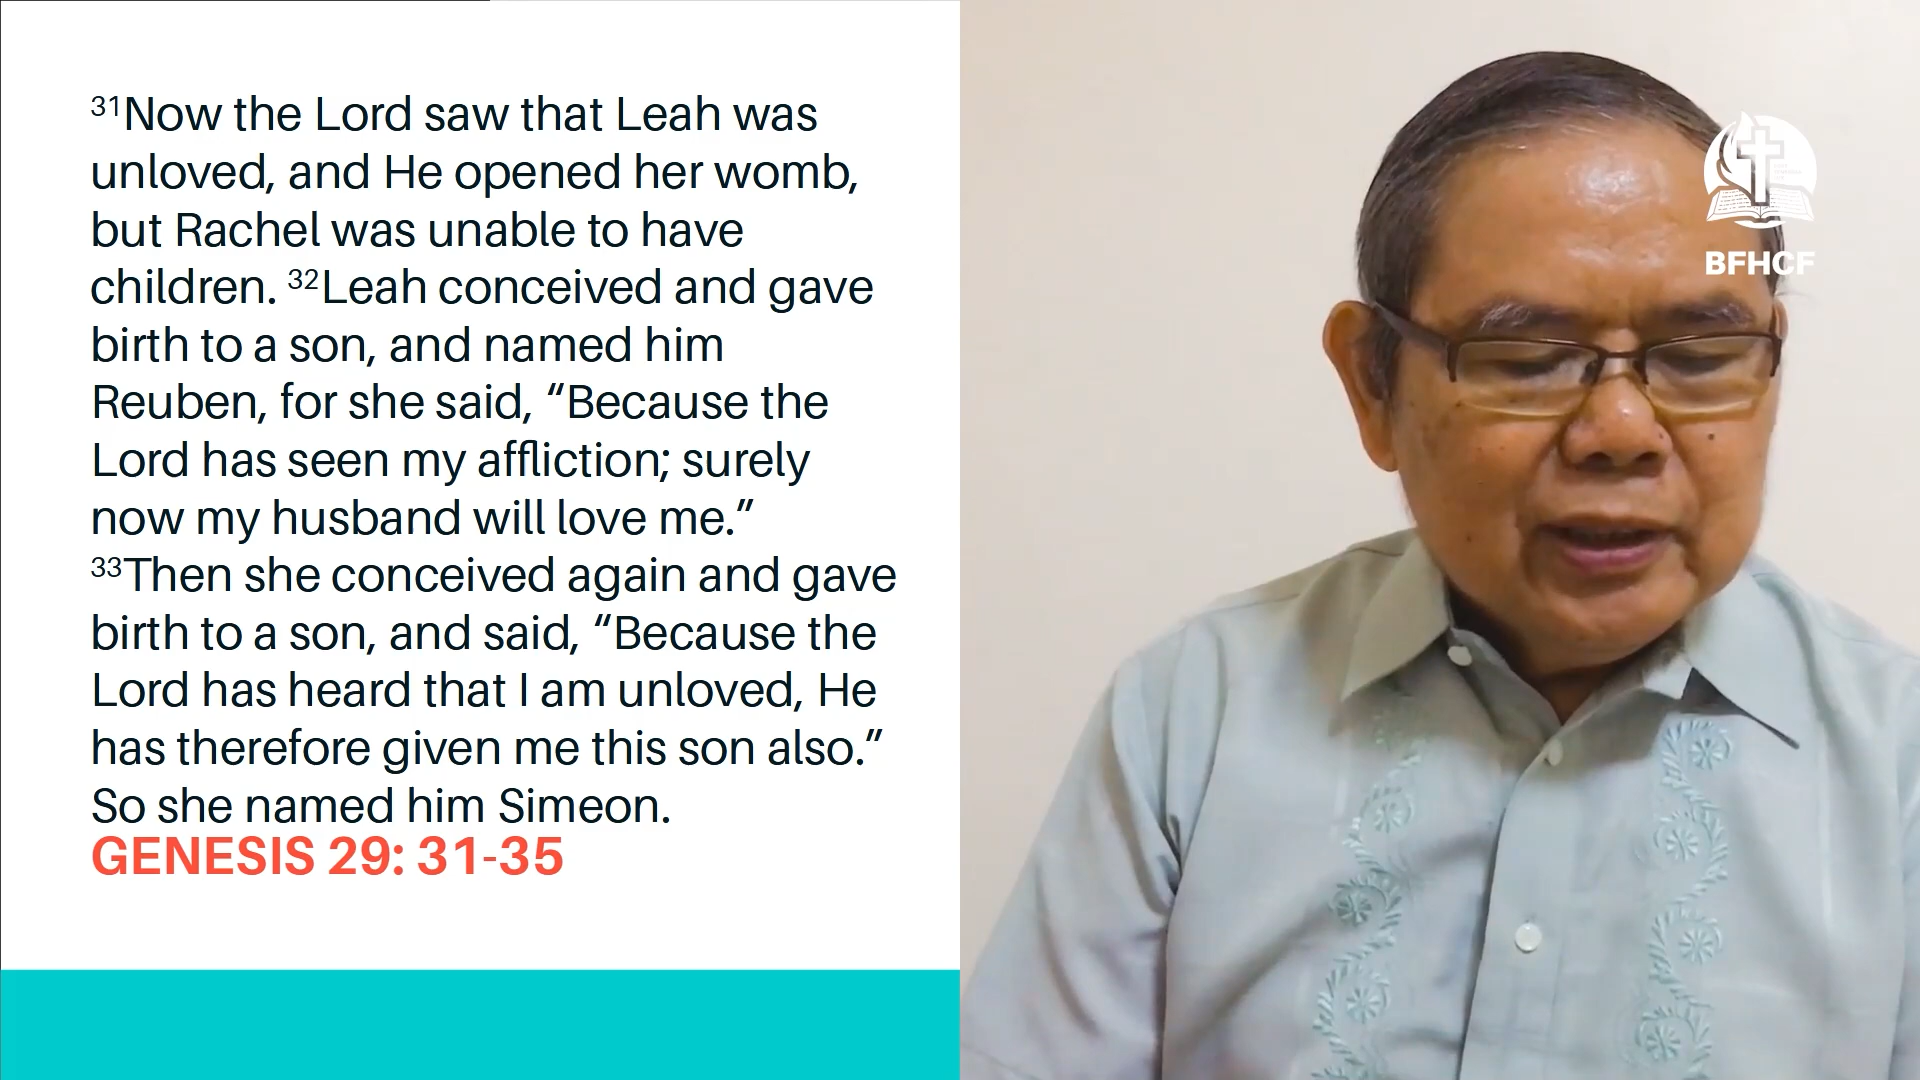 ³¹Now the Lord saw that Leah was
unloved, and He opened her womb,
but Rachel was unable to have
children. ³²Leah conceived and gave
birth to a son, and named him
Reuben, for she said, “Because the
Lord has seen my affliction; surely
now my husband will love me.”
³³Then she conceived again and gave
birth to a son, and said, “Because the
Lord has heard that I am unloved, He
has therefore given me this son also.”
So she named him Simeon.
GENESIS 29: 31-35
BFHCF